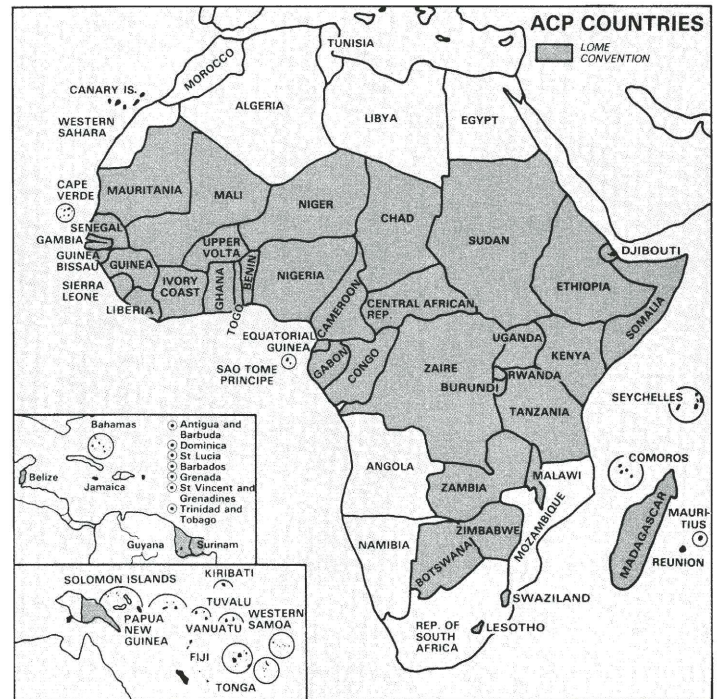 ACP COUNTRIES
LOME
CONVENTION
TUNISIA
MOROCCO
CANARY IS.
ALGERIA
LIBYA
EGYPT
WESTERN
SAHARA
CAPE
VERDE
MAURITANIA
MALI
NIGER
CHAD
SUDAN
SENEGAL
GAMBIA
GUINEA
BISSAU
GUINEA
SIERRA
LEONE
LIBERIA
IVORY
COAST
UPPER
VOLTA
GHANA
TOGO
BENIN
NIGERIA
CAMEROON
CENTRAL AFRICAN
REP.
DJIBOUTI
ETHIOPIA
SOMALIA
EQUATORIAL
GUINEA
SAO TOME
PRINCIPE
GABON
CONGO
ZAIRE
UGANDA
KENYA
RWANDA
BURUNDI
TANZANIA
SEYCHELLES
COMOROS
ANGOLA
ZAMBIA
MALAWI
MOZAMBIQUE
MADAGASCAR
MAURI-
TIUS
REUNION
NAMIBIA
BOTSWANA
ZIMBABWE
SWAZILAND
LESOTHO
REP. OF
SOUTH
AFRICA
Bahamas
Antigua and
Barbuda
Dominica
St Lucia
Barbados
Grenada
St Vincent and
Grenadines
Trinidad and
Tobago
Belize
Jamaica
Guyana
Surinam
SOLOMON ISLANDS
KIRIBATI
TUVALU
PAPUA
NEW
GUINEA
VANUATU
WESTERN
SAMOA
FIJI
TONGA